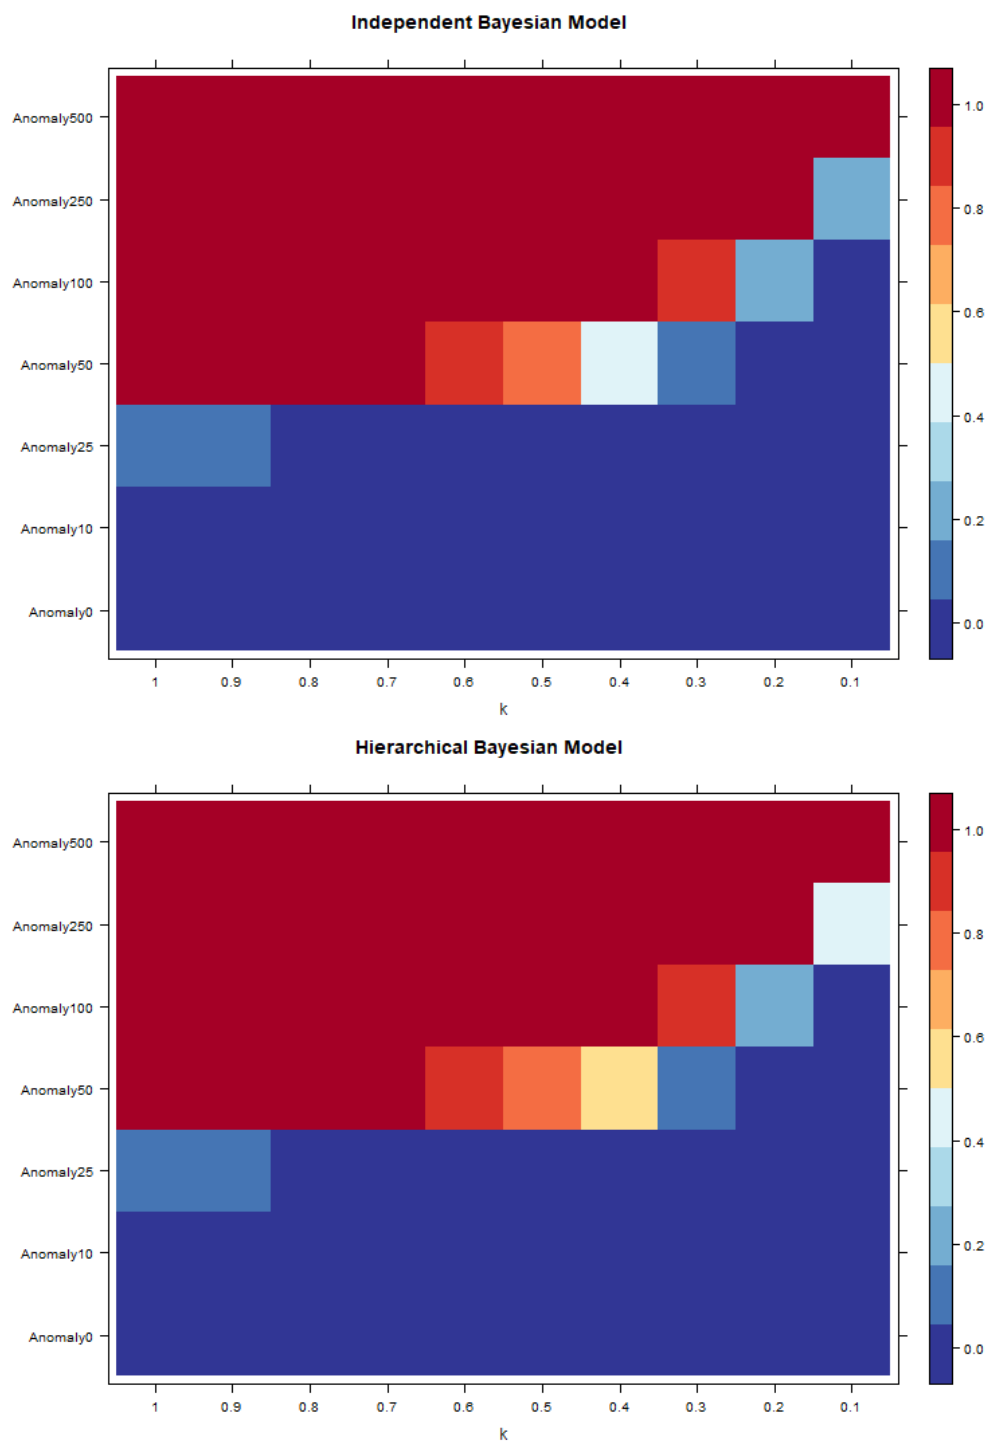 Independent Bayesian Model
Anomaly500
Anomaly250
Anomaly100
Anomaly50
Anomaly25
Anomaly10
Anomaly0
1 0.9 0.8 0.7 0.6 0.5 0.4 0.3 0.2 0.1
k
1.0
0.8
0.6
0.4
0.2
0.0
Hierarchical Bayesian Model
Anomaly500
Anomaly250
Anomaly100
Anomaly50
Anomaly25
Anomaly10
Anomaly0
1 0.9 0.8 0.7 0.6 0.5 0.4 0.3 0.2 0.1
k
1.0
0.8
0.6
0.4
0.2
0.0